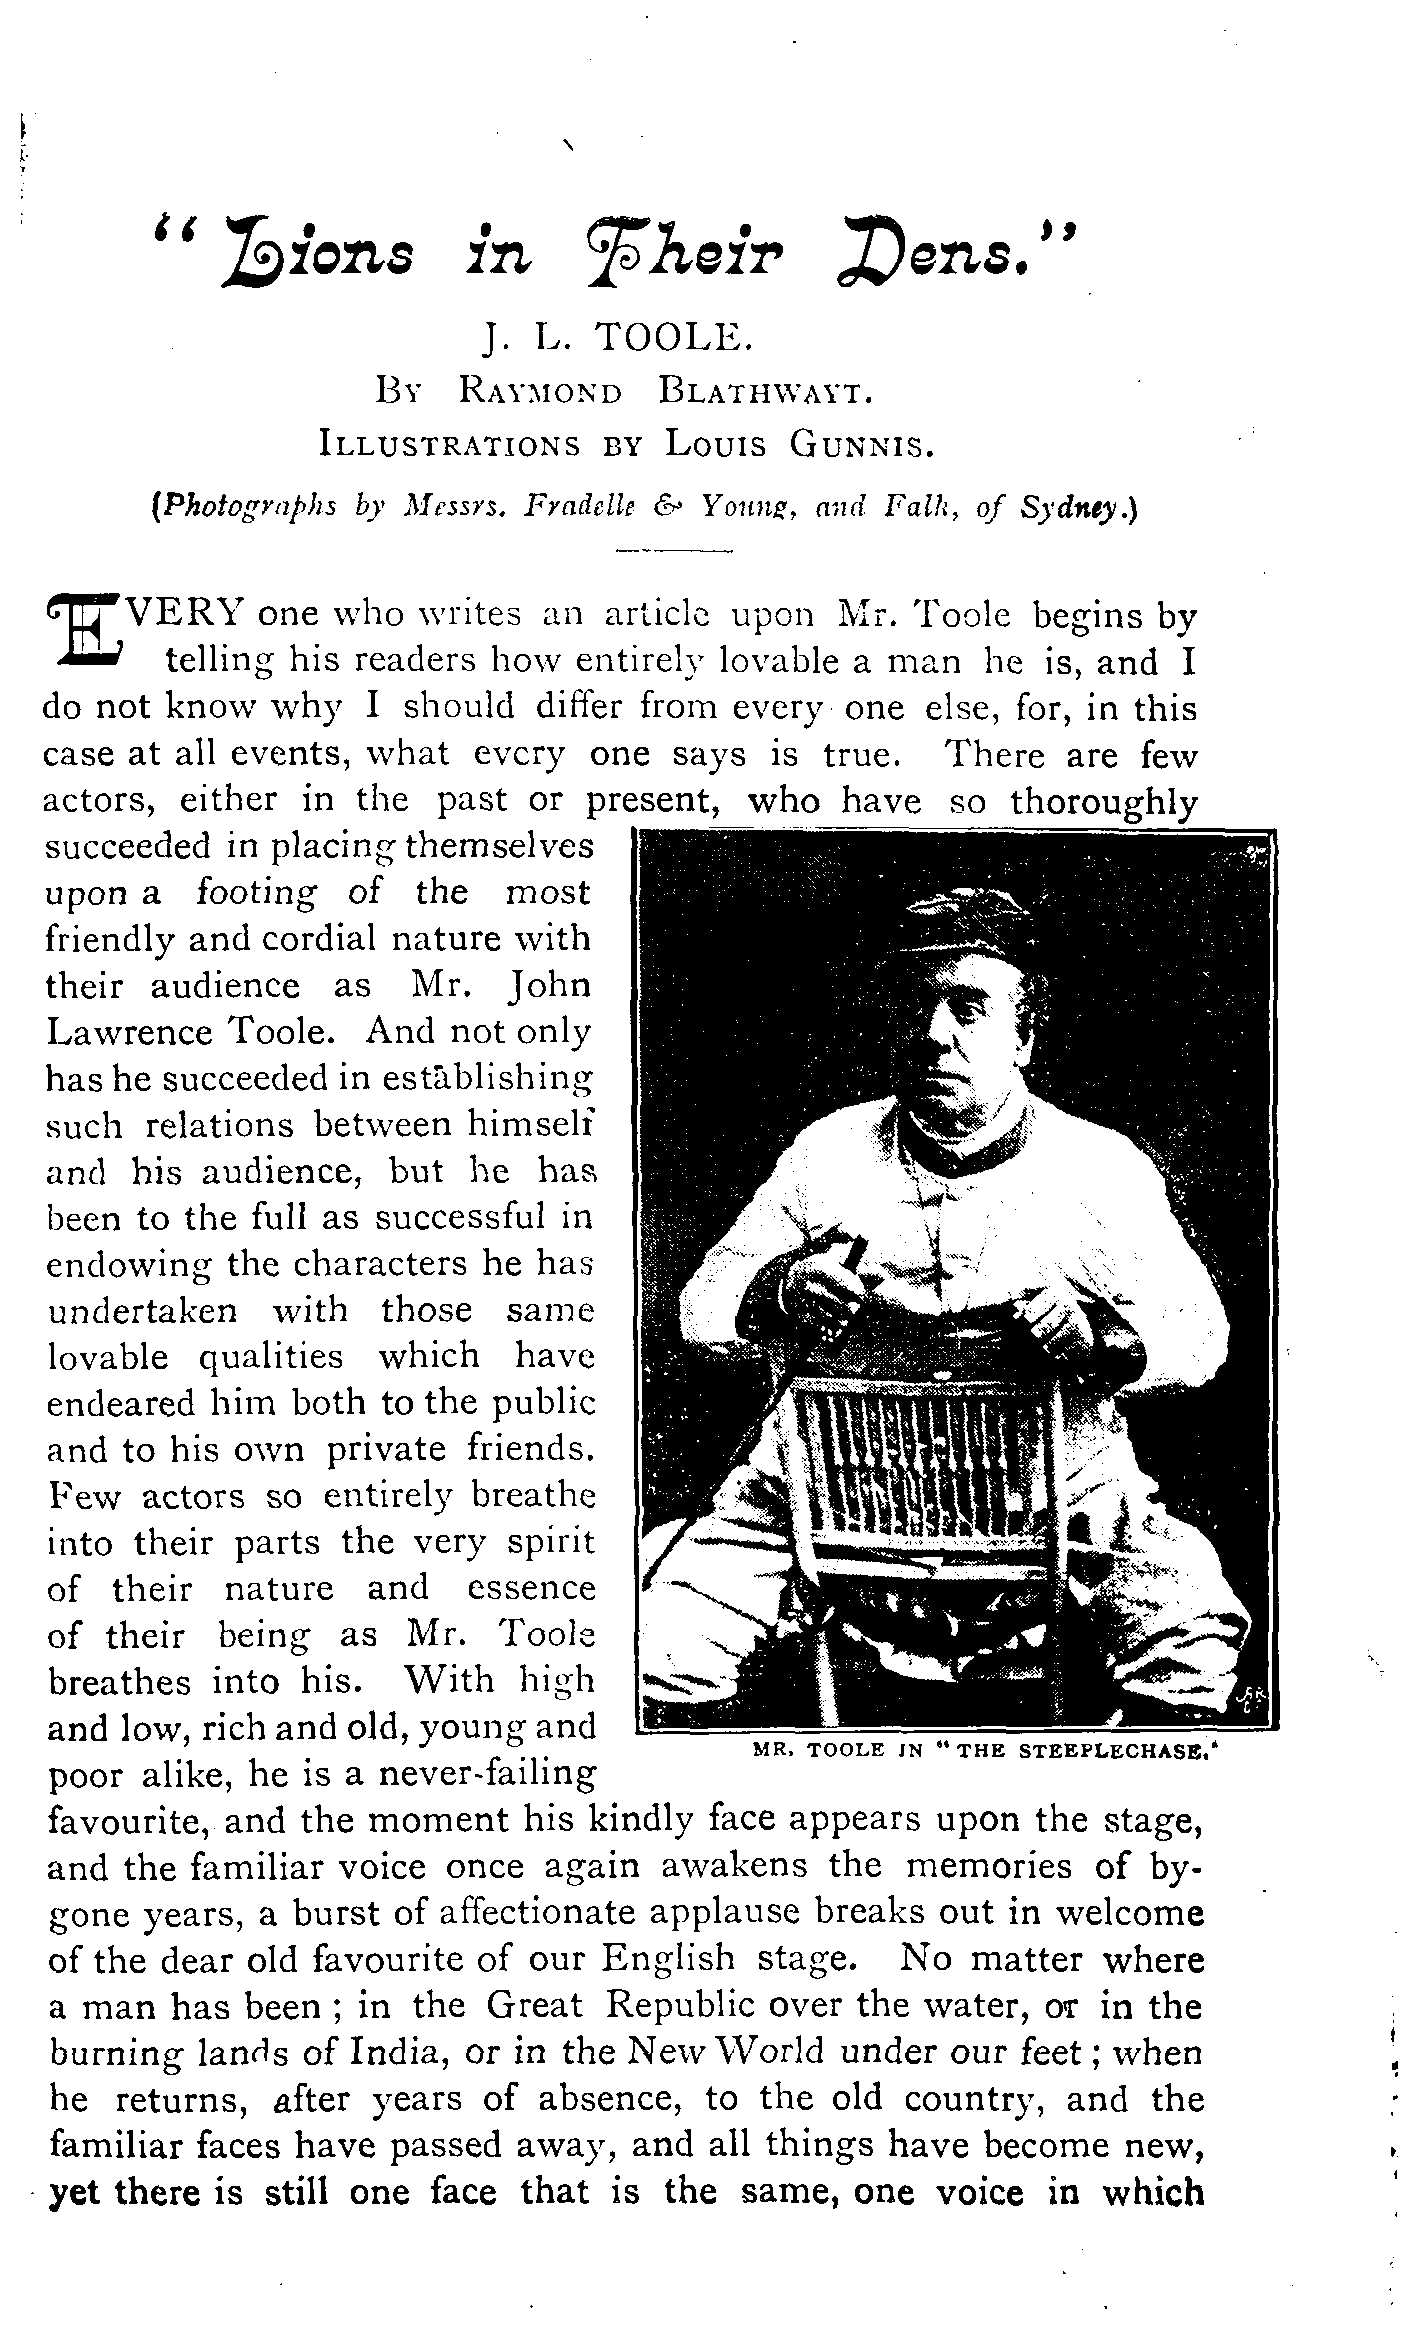 “ Lions in Their Dens.”
J. L. TOOLE.
BY RAYMOND BLATHWAYT.
ILLUSTRATIONS BY LOUIS GUNNIS.
(Photographs by Messrs. Fradelle & Young, and Falk, of Sydney.)
EVERY one who writes an article upon Mr. Toole begins by
telling his readers how entirely lovable a man he is, and I
do not know why I should differ from every one else, for, in this
case at all events, what every one says is true. There are few
actors, either in the past or present, who have so thoroughly
succeeded in placing themselves
upon a footing of the most
friendly and cordial nature with
their audience as Mr. John
Lawrence Toole. And not only
has he succeeded in establishing
such relations between himself
and his audience, but he has
been to the full as successful in
endowing the characters he has
undertaken with those same
lovable qualities which have
endeared him both to the public
and to his own private friends.
Few actors so entirely breathe
into their parts the very spirit
of their nature and essence
of their being as Mr. Toole
breathes into his. With high
and low, rich and old, young and
poor alike, he is a never-failing
MR. TOOLE IN “THE STEEPLECHASE.‘
favourite, and the moment his kindly face appears upon the stage,
and the familiar voice once again awakens the memories of by-
gone years, a burst of affectionate applause breaks out in welcome
of the dear old favourite of our English stage. No matter where
a man has been ; in the Great Republic over the water, or in the
burning lands of India, or in the New World under our feet ; when
he returns, after years of absence, to the old country, and the
familiar faces have passed away, and all things have become new,
yet there is still one face that is the same, one voice in which